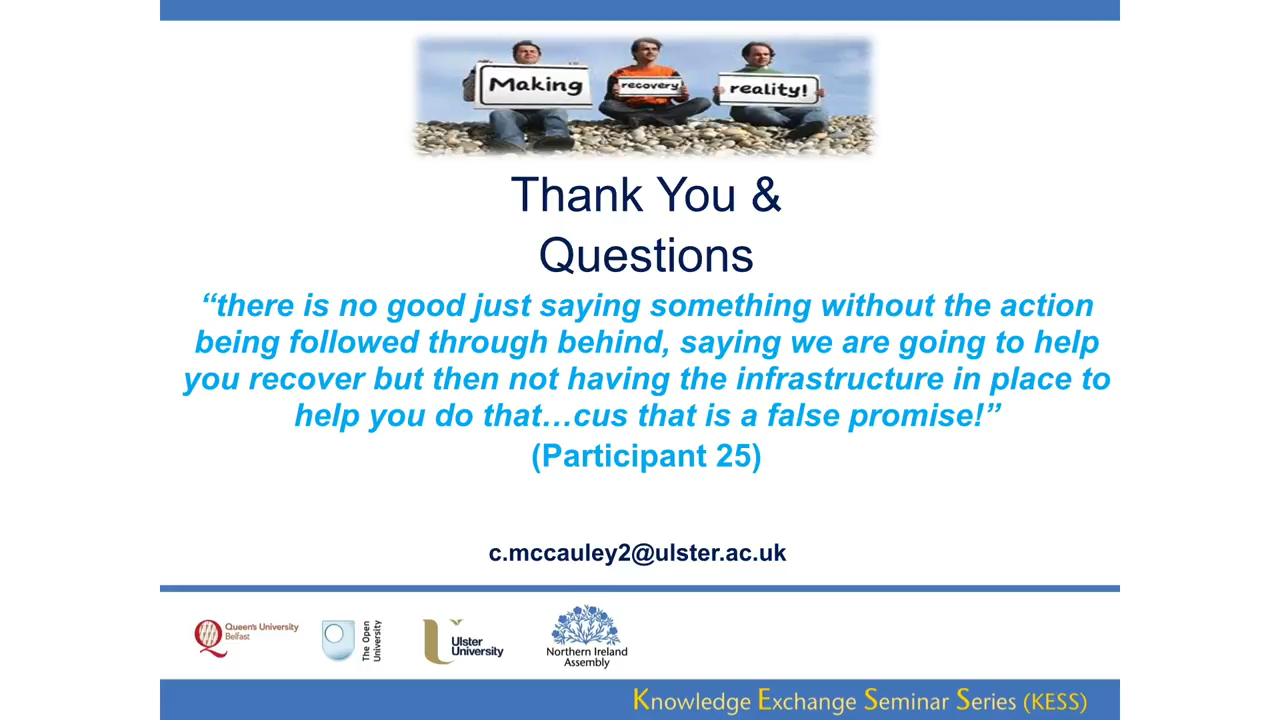 Making recovery reality!
Thank You &
Questions
“there is no good just saying something without the action
being followed through behind, saying we are going to help
you recover but then not having the infrastructure in place to
help you do that…cus that is a false promise!”
(Participant 25)
c.mccauley2@ulster.ac.uk
Queen's University
Belfast
The Open
University
Ulster
University
Northern Ireland
Assembly
Knowledge Exchange Seminar Series (KESS)